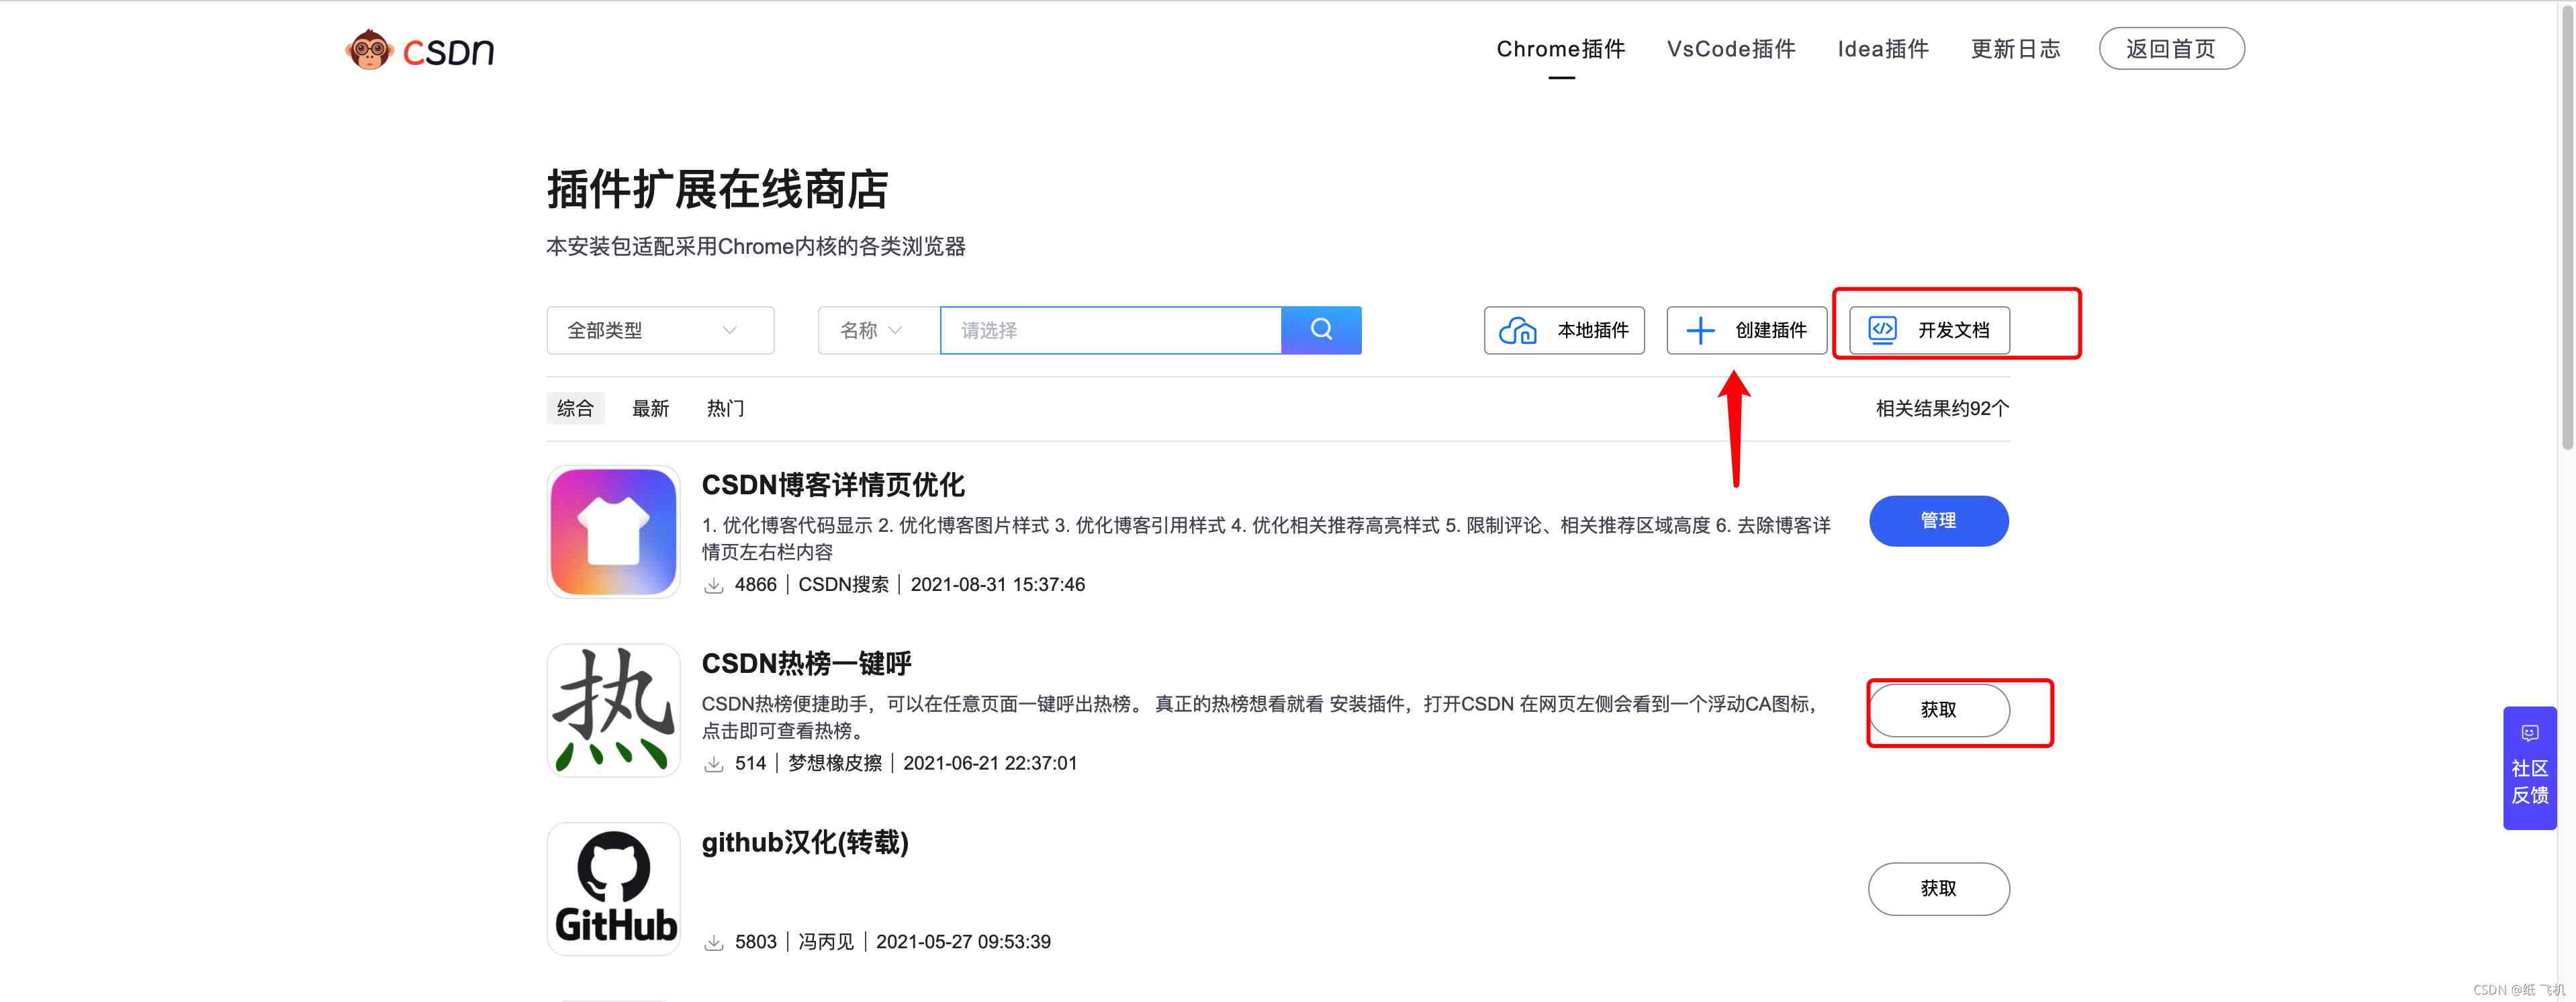 CSDN
Chrome插件 VsCode插件 Idea插件 更新日志 返回首页
插件扩展在线商店
本安装包适配采用Chrome内核的各类浏览器
全部类型 名称 请选择 本地插件 创建插件 开发文档
综合 最新 热门 相关结果约92个
CSDN博客详情页优化
1. 优化博客代码显示 2. 优化博客图片样式 3. 优化博客引用样式 4. 优化相关推荐高亮样式 5. 限制评论、相关推荐区域高度 6. 去除博客详
情页左右栏内容
管理
4866 | CSDN搜索 | 2021-08-31 15:37:46
热
CSDN热榜一键呼
CSDN热榜便捷助手，可以在任意页面一键呼出热榜。 真正的热榜想看就看 安装插件，打开CSDN 在网页左侧会看到一个浮动CA图标，
点击即可查看热榜。
获取
514 | 梦想橡皮擦 | 2021-06-21 22:37:01
社区
反馈
github汉化(转载)
GitHub
获取
5803 | 冯丙见 | 2021-05-27 09:53:39
CSDN @纸 飞机